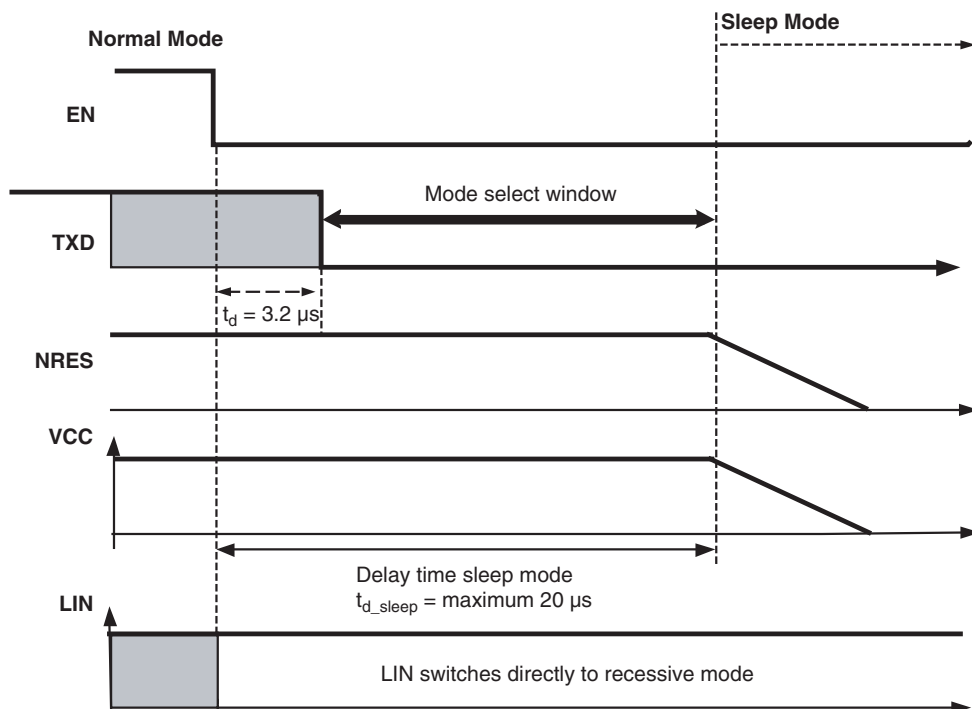 Sleep Mode
Normal Mode
EN
Mode select window
TXD
t_d = 3.2 µs
NRES
VCC
Delay time sleep mode
t_d_sleep = maximum 20 µs
LIN
LIN switches directly to recessive mode